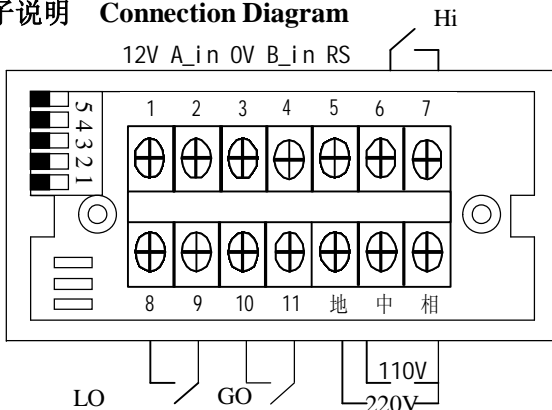 子说明 Connection Diagram
Hi
12V A_in 0V B_in RS
1 2 3 4 5 6 7
5 4 3 2 1
8 9 10 11 地 中 相
110V
LO GO 220V